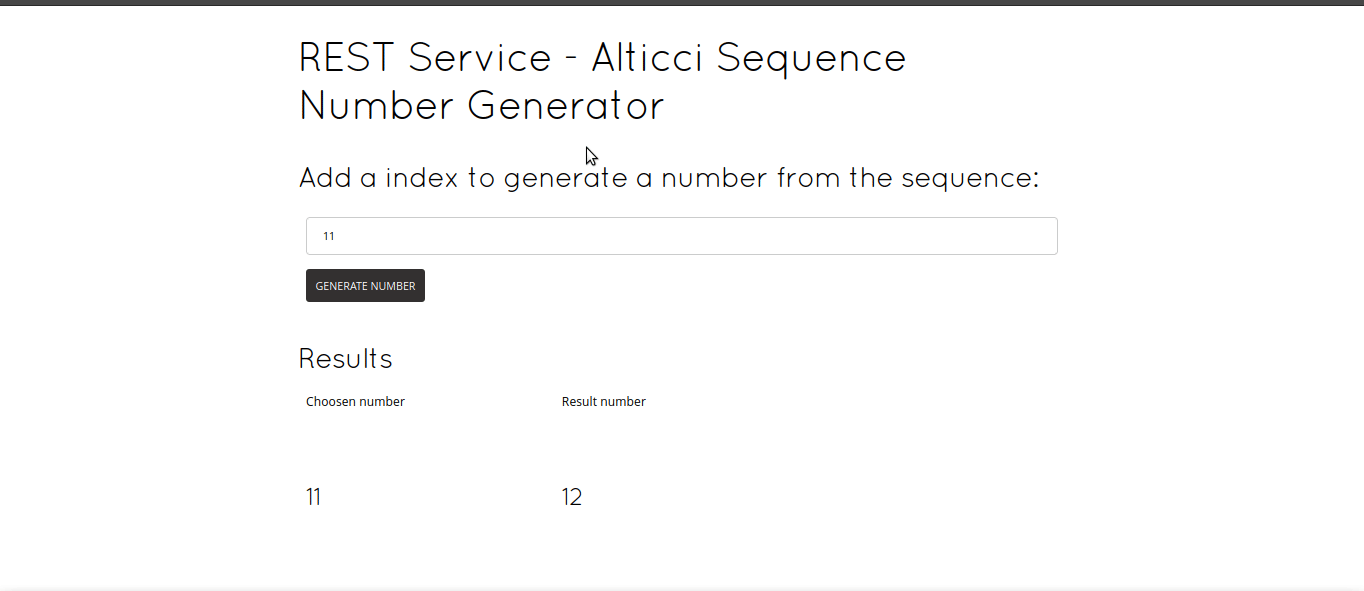 REST Service - Alticci Sequence
Number Generator
Add a index to generate a number from the sequence:
11
GENERATE NUMBER
Results
Choosen number Result number
11 12